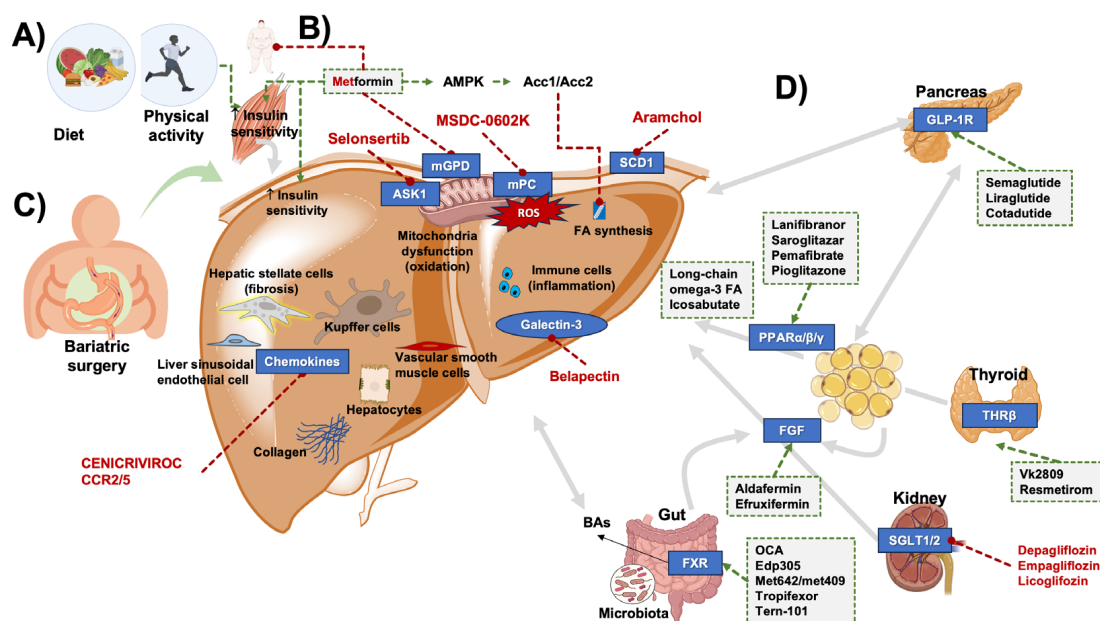 A)
Diet
Physical
activity
B)
↑ Insulin
sensitivity
Metformin
AMPK
Acc1/Acc2
Selonsertib
MSDC-0602K
Aramchol
mGPD
ASK1
mPC
SCD1
ROS
↑ Insulin
sensitivity
Mitochondria
dysfunction
(oxidation)
FA synthesis
C)
Bariatric
surgery
Hepatic stellate cells
(fibrosis)
Kupffer cells
Immune cells
(inflammation)
Galectin-3
Belapectin
Liver sinusoidal
endothelial cell
Chemokines
Vascular smooth
muscle cells
Hepatocytes
Collagen
CENICRIVIROC
CCR2/5
D)
Pancreas
GLP-1R
Semaglutide
Liraglutide
Cotadutide
Lanifibranor
Saroglitazar
Pemafibrate
Pioglitazone
Long-chain
omega-3 FA
Icosabutate
PPARα/β/γ
Thyroid
THRβ
Vk2809
Resmetirom
FGF
Aldafermin
Efruxifermin
Kidney
SGLT1/2
Depagliflozin
Empagliflozin
Licoglifozin
Gut
BAs
FXR
Microbiota
OCA
Edp305
Met642/met409
Tropifexor
Tern-101